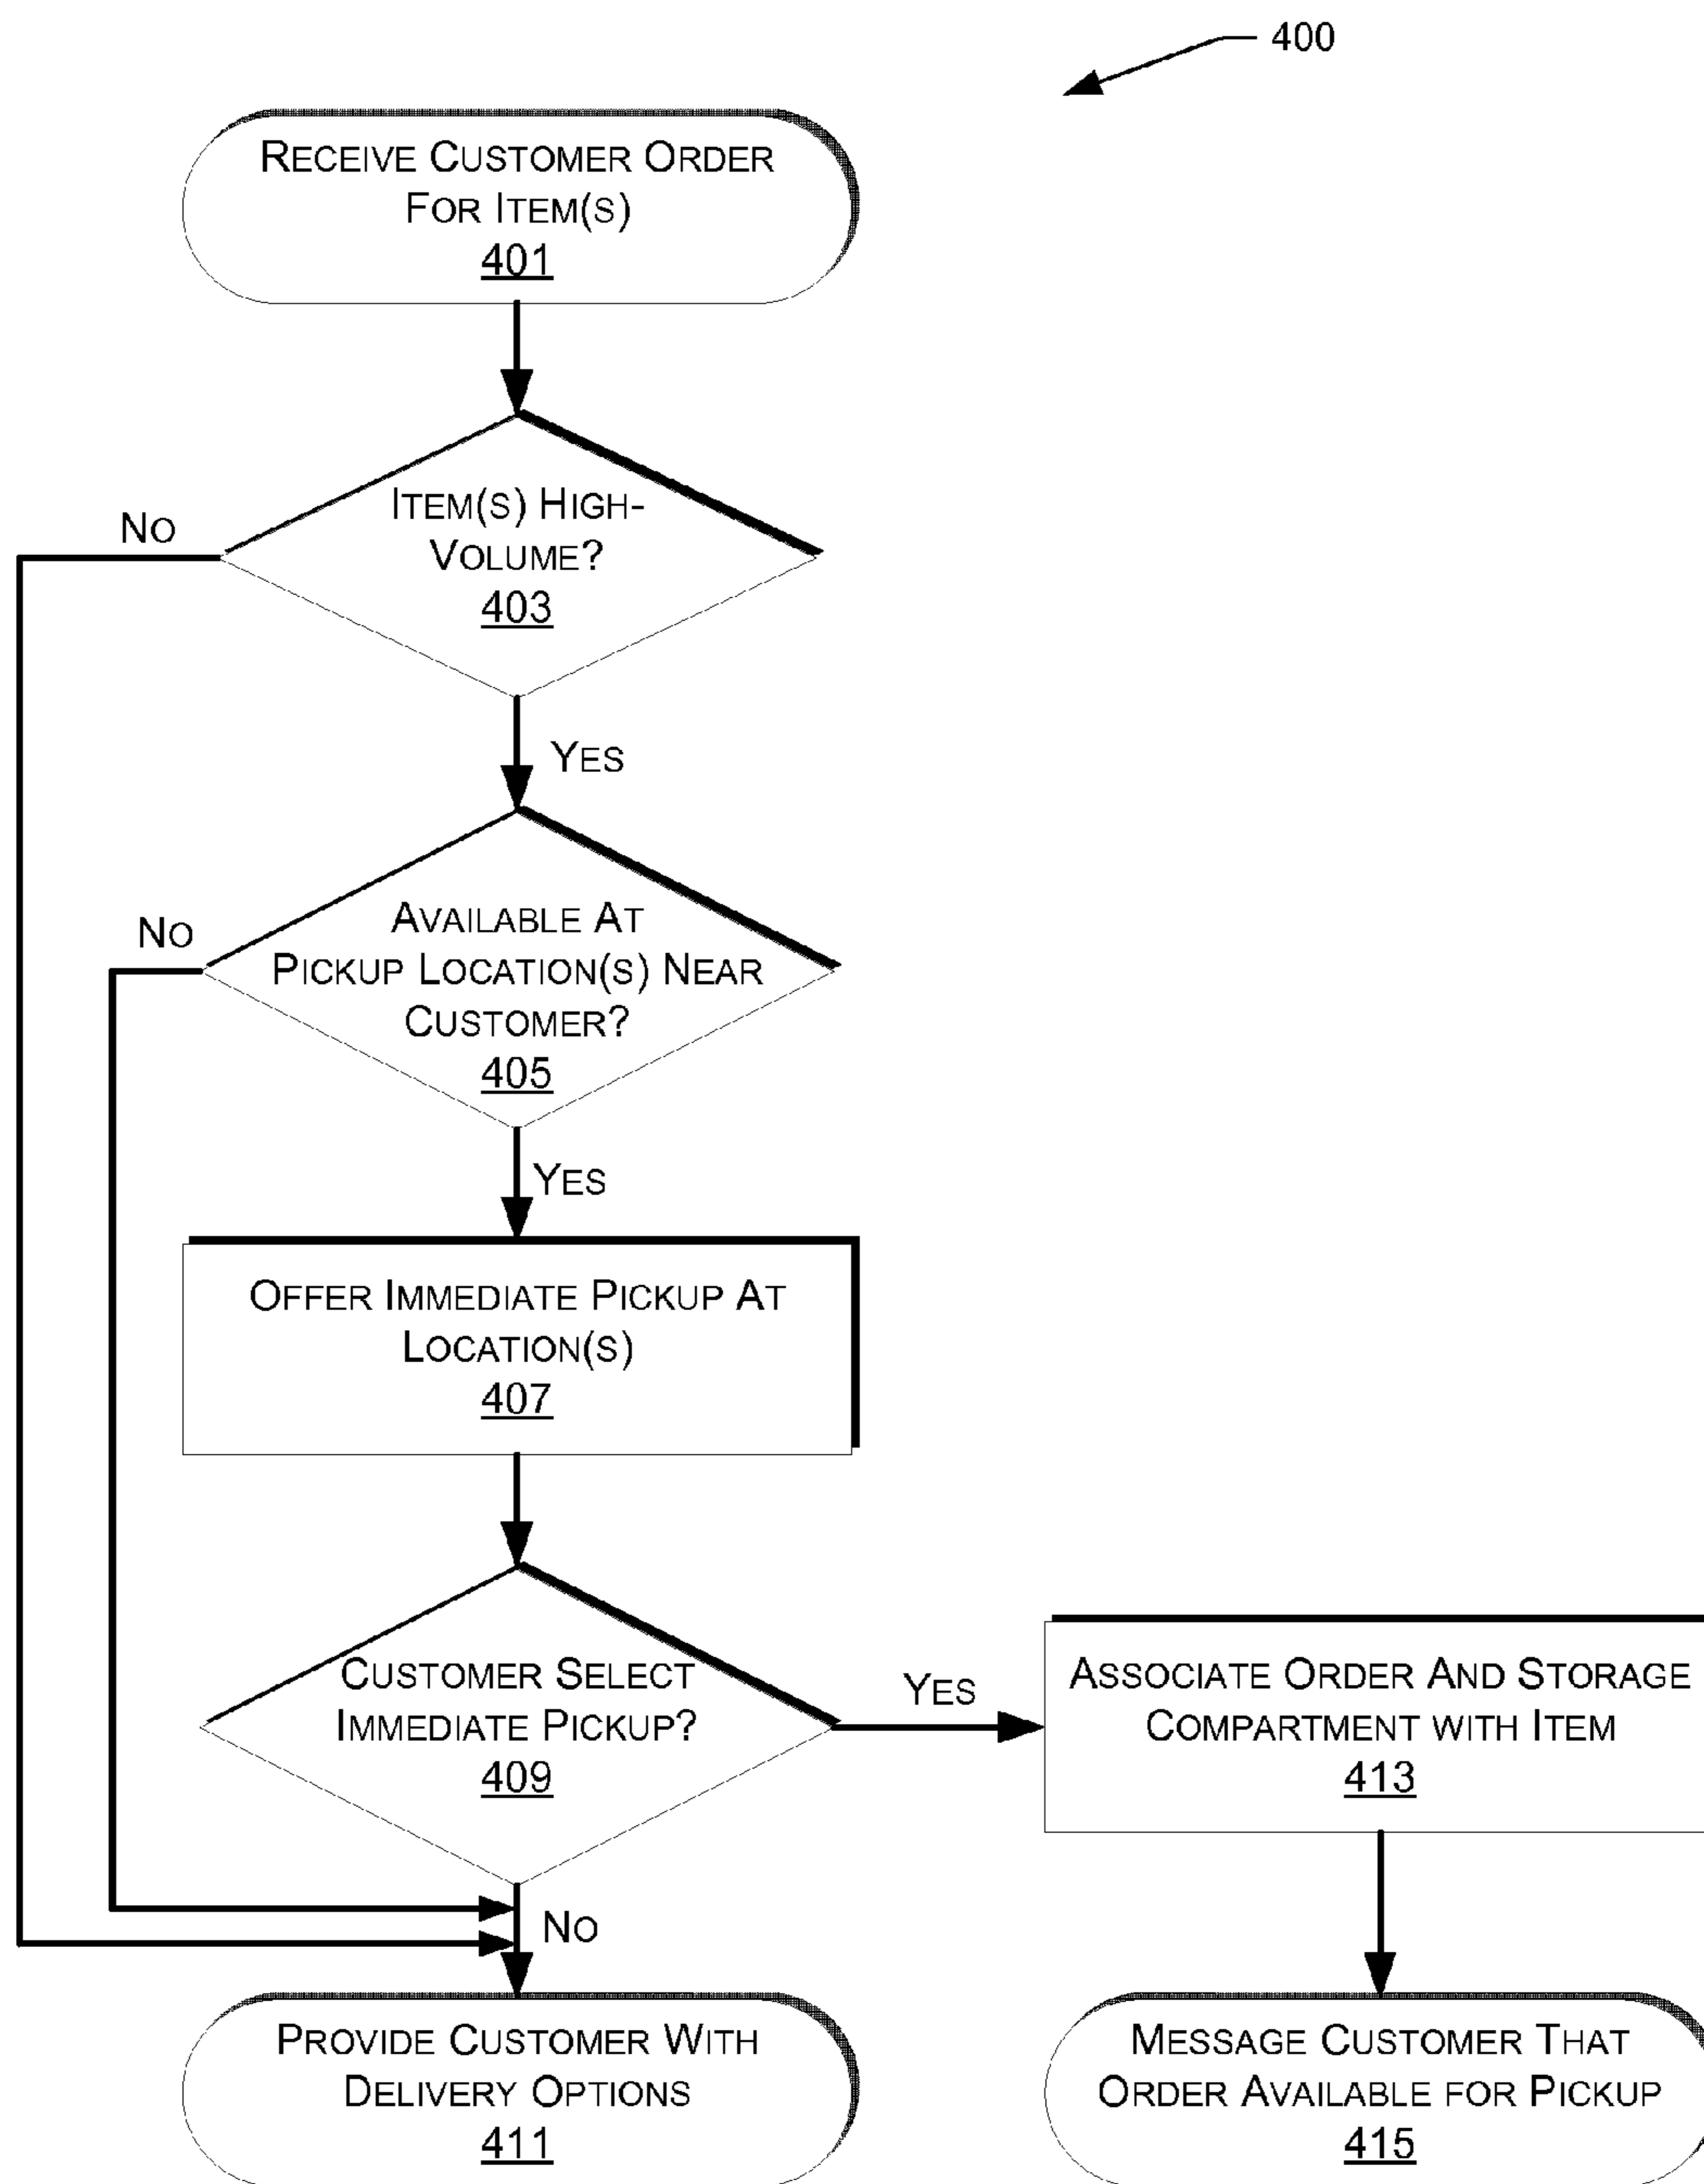 400
RECEIVE CUSTOMER ORDER
FOR ITEM(S)
401
ITEM(S) HIGH-
VOLUME?
403
NO
YES
AVAILABLE AT
PICKUP LOCATION(S) NEAR
CUSTOMER?
405
NO
YES
OFFER IMMEDIATE PICKUP AT
LOCATION(S)
407
CUSTOMER SELECT
IMMEDIATE PICKUP?
409
YES
ASSOCIATE ORDER AND STORAGE
COMPARTMENT WITH ITEM
413
NO
PROVIDE CUSTOMER WITH
DELIVERY OPTIONS
411
MESSAGE CUSTOMER THAT
ORDER AVAILABLE FOR PICKUP
415